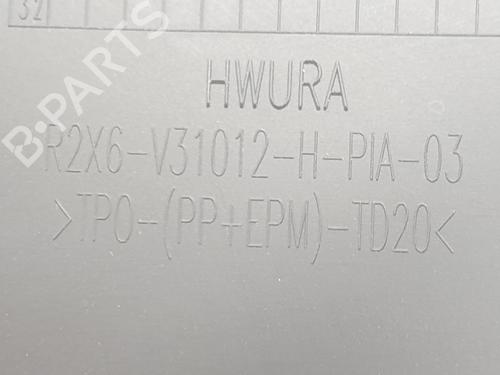 32
B-PARTS
HWURA
R2X6-V31012-H-PIA-03
>TPO-(PP+EPM)-TD20<